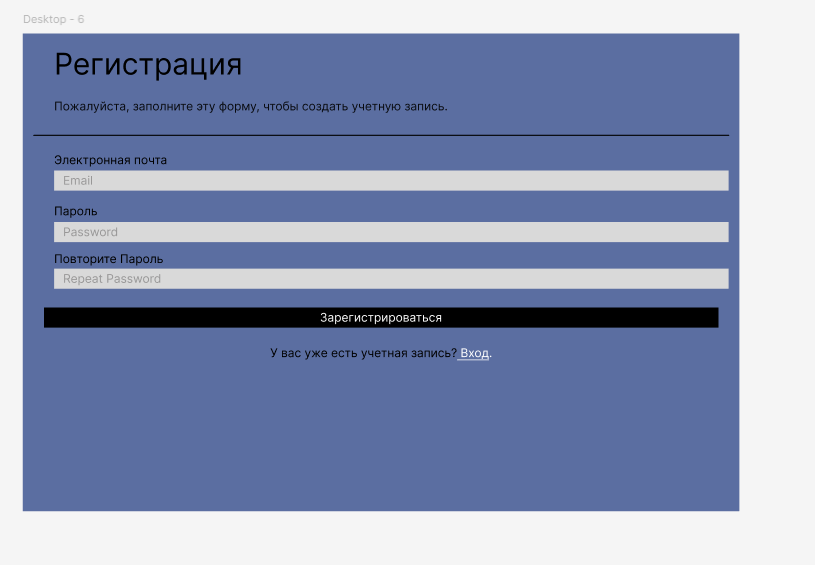 Desktop - 6
Регистрация
Пожалуйста, заполните эту форму, чтобы создать учетную запись.
Электронная почта
Email
Пароль
Password
Повторите Пароль
Repeat Password
Зарегистрироваться
У вас уже есть учетная запись? Вход.